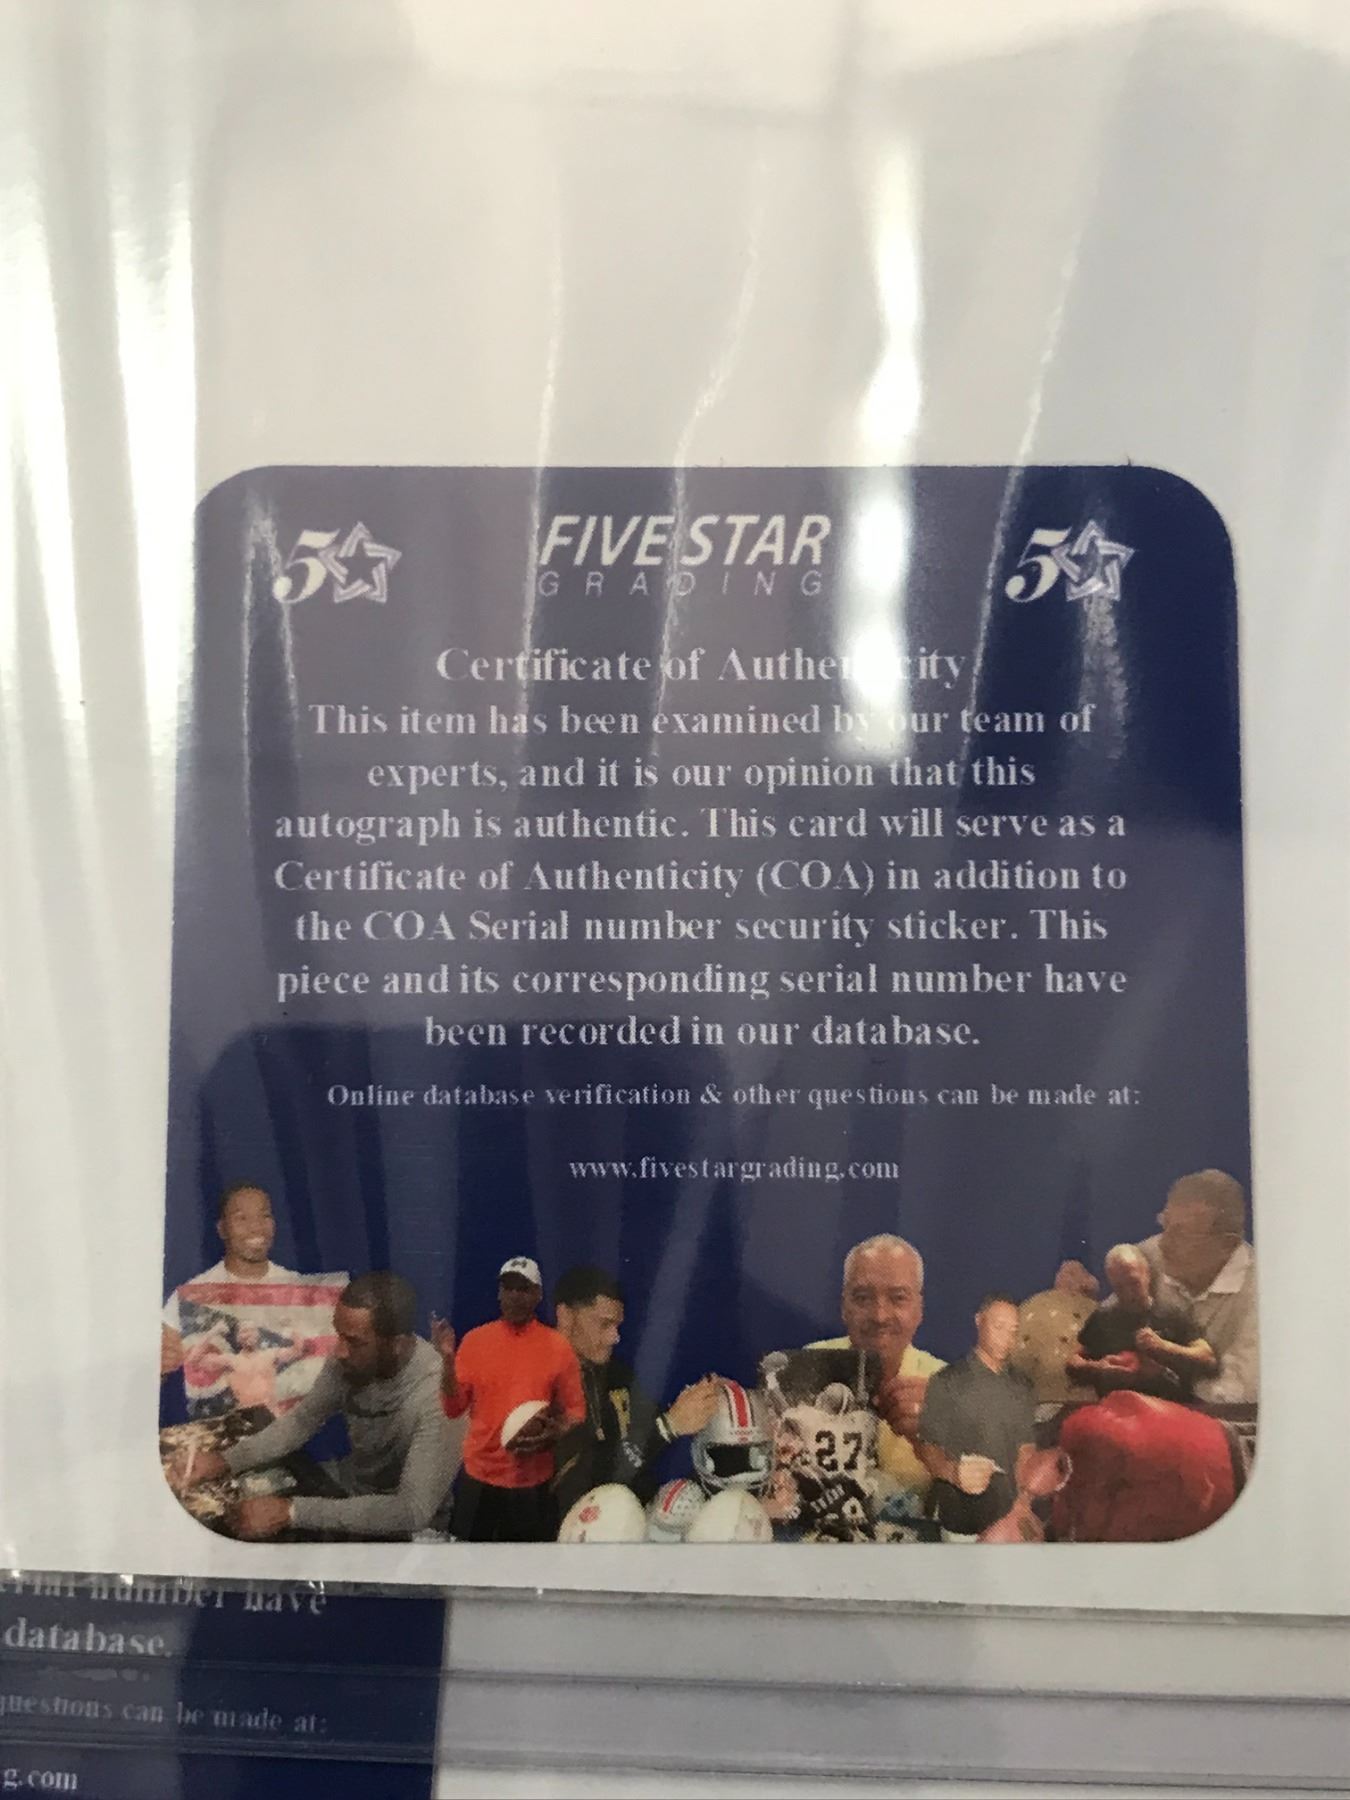 5 FIVE STAR 5
GRADING
Certificate of Authenticity
This item has been examined by our team of
experts, and it is our opinion that this
autograph is authentic. This card will serve as a
Certificate of Authenticity (COA) in addition to
the COA Serial number security sticker. This
piece and its corresponding serial number have
been recorded in our database.
Online database verification & other questions can be made at:
www.fivestargrading.com
27
number have
database.
questions can be made at:
g.com